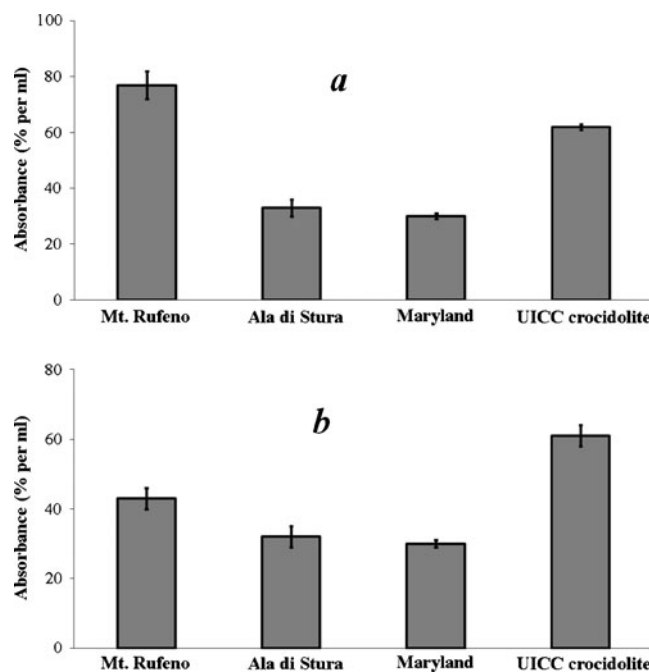 100
80
60
40
20
0
Absorbance (% per ml)
a
Mt. Rufeno Ala di Stura Maryland UICC crocidolite
80
60
40
20
0
Absorbance (% per ml)
b
Mt. Rufeno Ala di Stura Maryland UICC crocidolite